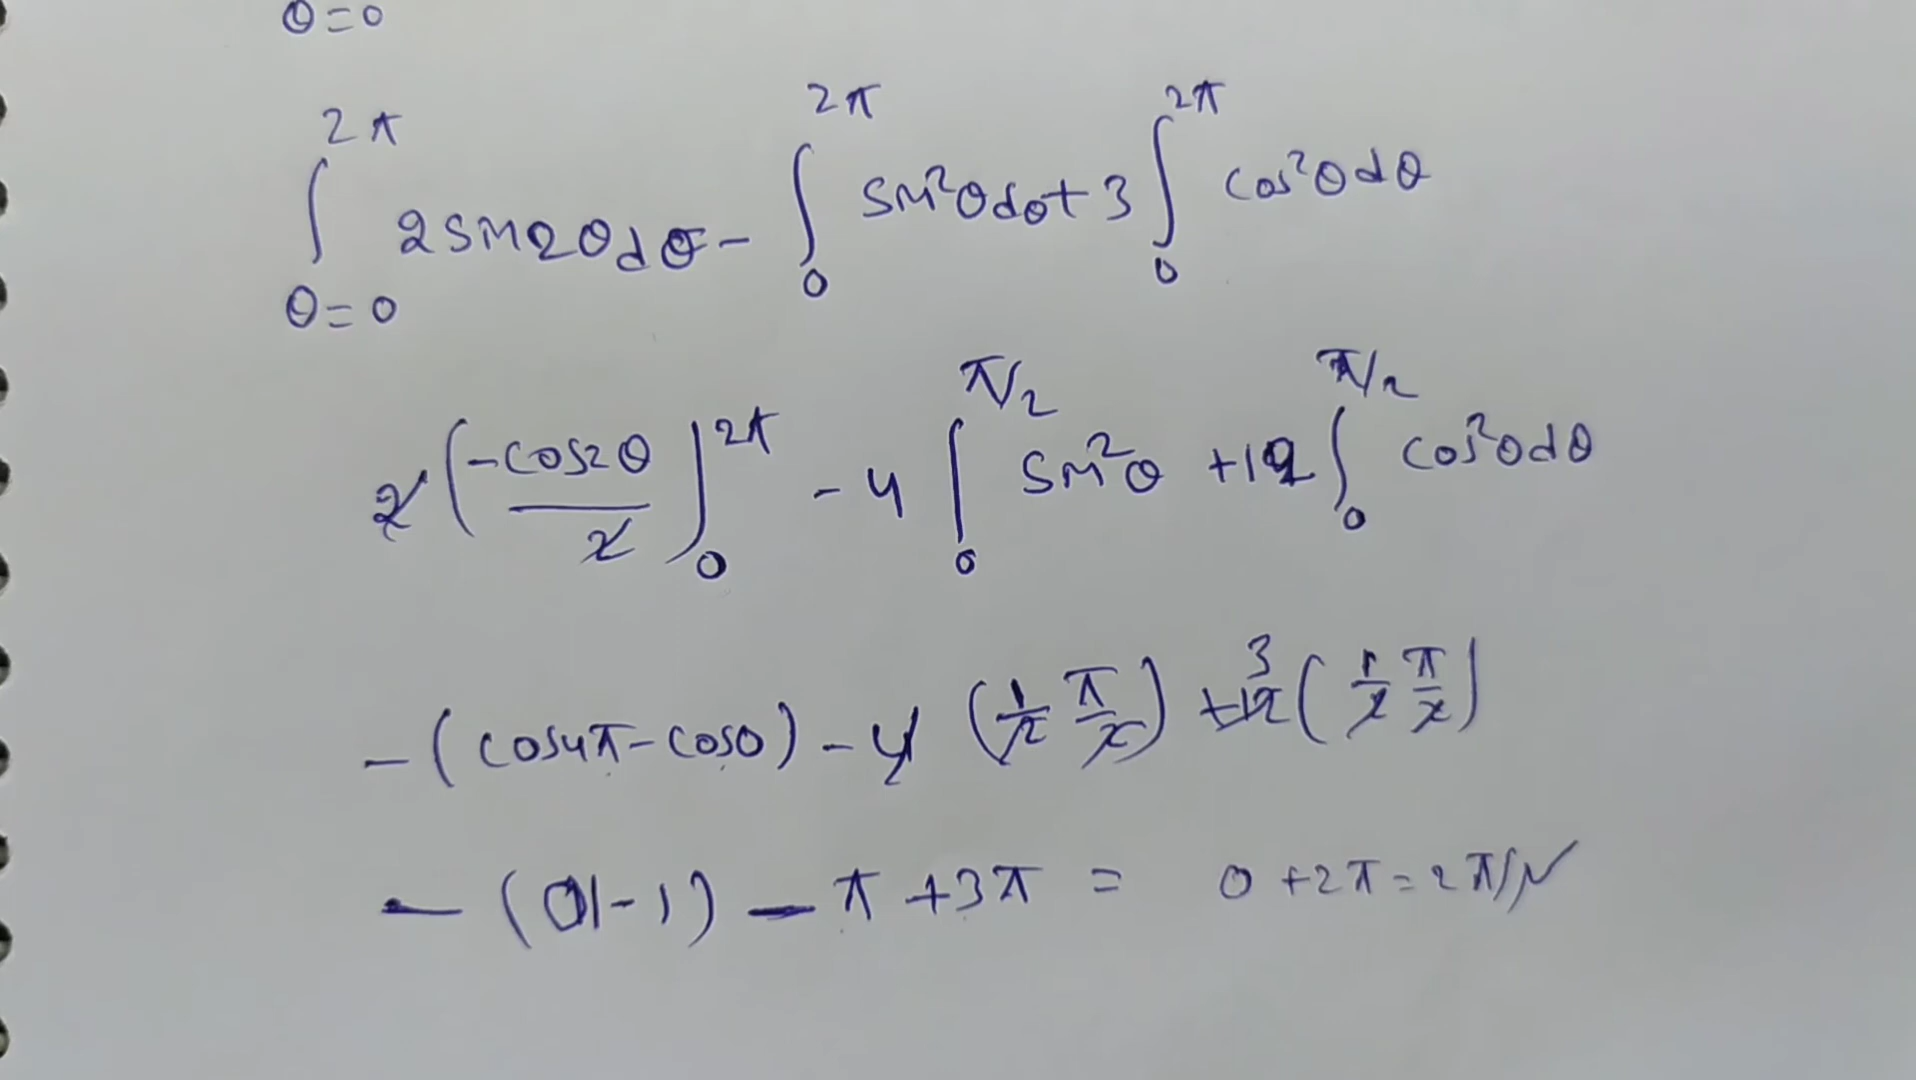 θ=0
∫_{θ=0}^{2π} 2sin2θdθ - ∫_{0}^{2π} sin²θdθ + 3∫_{0}^{2π} cos²θdθ
2(-cos2θ/2)_{0}^{2π} - 4∫_{0}^{π/2} sin²θ + 12∫_{0}^{π/2} cos²θdθ
-(cos4π-cos0) - 4(1/2 π/2) + 12 3(1/2 π/2)
-(1-1) - π + 3π = 0+2π=2π//